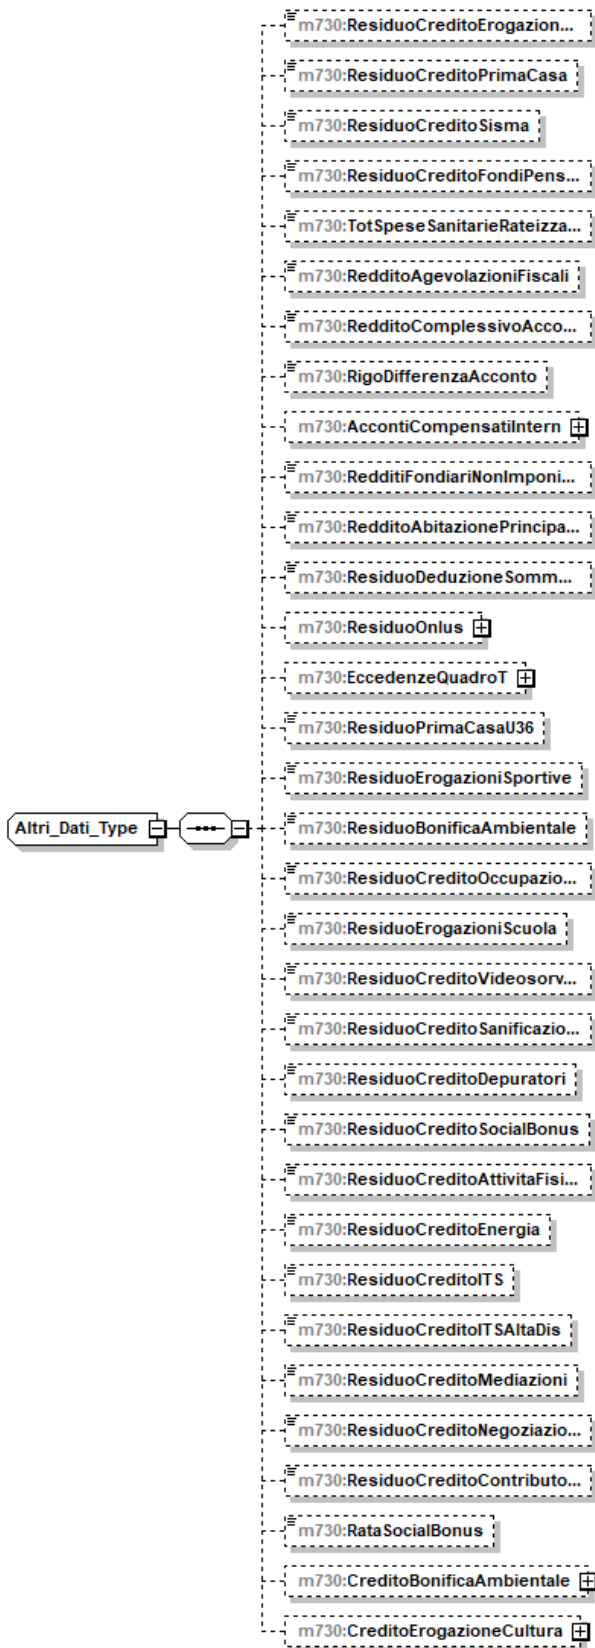 m730:ResiduoCreditoErogazion...
m730:ResiduoCreditoPrimaCasa
m730:ResiduoCreditoSisma
m730:ResiduoCreditoFondiPens...
m730:TotSpeseSanitarieRateizza...
m730:RedditoAgevolazioniFiscali
m730:RedditoComplessivoAcco...
m730:RigoDifferenzaAcconto
m730:AccontiCompensatiIntern
m730:RedditiFondiariNonImponi...
m730:RedditoAbitazionePrincipa...
m730:ResiduoDeduzioneSomm...
m730:ResiduoOnlus
m730:EccedenzeQuadroT
m730:ResiduoPrimaCasaU36
m730:ResiduoErogazioniSportive
Altri_Dati_Type
m730:ResiduoBonificaAmbientale
m730:ResiduoCreditoOccupazio...
m730:ResiduoErogazioniScuola
m730:ResiduoCreditoVideosorv...
m730:ResiduoCreditoSanificazio...
m730:ResiduoCreditoDepuratori
m730:ResiduoCreditoSocialBonus
m730:ResiduoCreditoAttivitaFisi...
m730:ResiduoCreditoEnergia
m730:ResiduoCreditoITS
m730:ResiduoCreditoITSAltaDis
m730:ResiduoCreditoMediazioni
m730:ResiduoCreditoNegoziazio...
m730:ResiduoCreditoContributo...
m730:RataSocialBonus
m730:CreditoBonificaAmbientale
m730:CreditoErogazioneCultura